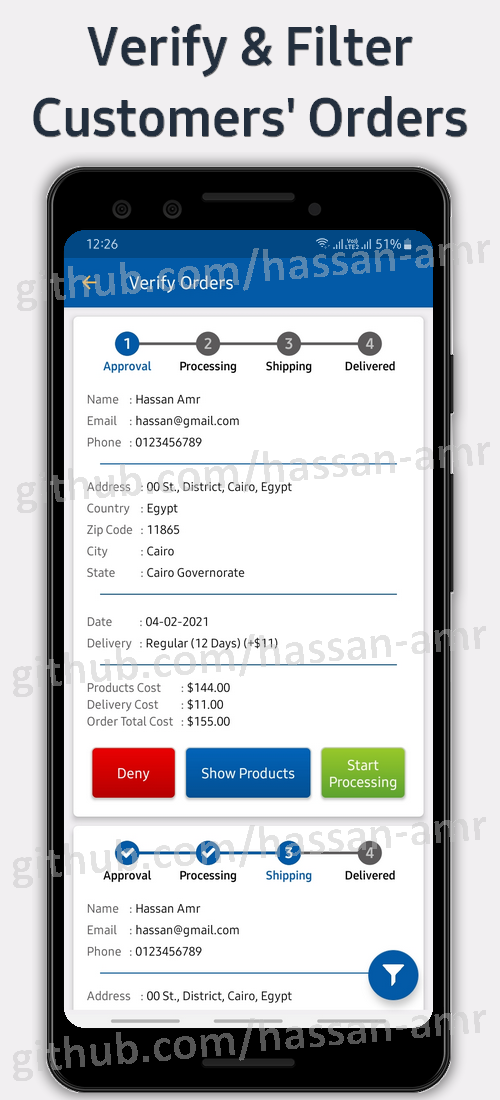 Verify & Filter
Customers' Orders
12:26
VoD LTE2 51%
github.com/hassan-amr
Verify Orders
1 2 3 4
Approval Processing Shipping Delivered
Name : Hassan Amr
Email : hassan@gmail.com
Phone : 0123456789
github.com/hassan-amr
Address : 00 St., District, Cairo, Egypt
Country : Egypt
Zip Code : 11865
City : Cairo
State : Cairo Governorate
Date : 04-02-2021
Delivery : Regular (12 Days) (+$11)
github.com/hassan-amr
Products Cost : $144.00
Delivery Cost : $11.00
Order Total Cost : $155.00
Deny
Show Products
Start
Processing
github.com/hassan-amr
3 4
Approval Processing Shipping Delivered
Name : Hassan Amr
Email : hassan@gmail.com
Phone : 0123456789
Address : 00 St., District, Cairo, Egypt
github.com/hassan-amr